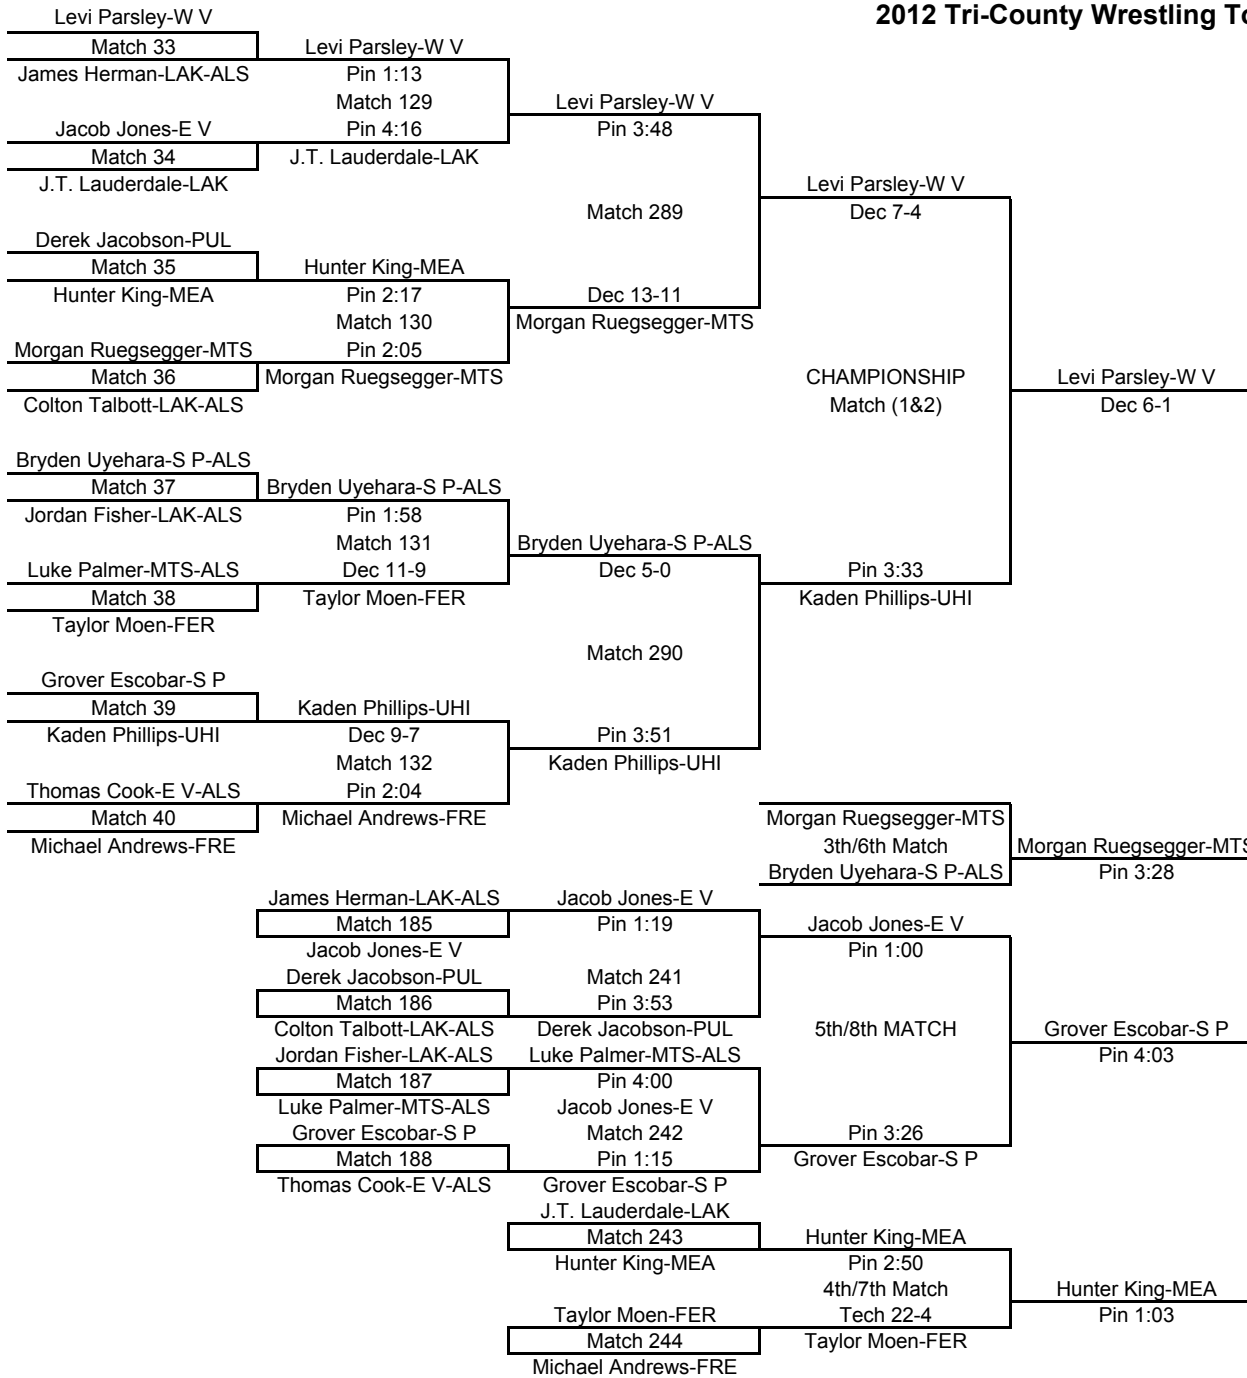 2012 Tri-County Wrestling To
Levi Parsley-W V
Match 33
Levi Parsley-W V
James Herman-LAK-ALS
Pin 1:13
Match 129
Levi Parsley-W V
Jacob Jones-E V
Pin 4:16
Pin 3:48
Match 34
J.T. Lauderdale-LAK
J.T. Lauderdale-LAK
Levi Parsley-W V
Match 289
Dec 7-4
Derek Jacobson-PUL
Match 35
Hunter King-MEA
Hunter King-MEA
Pin 2:17
Dec 13-11
Match 130
Morgan Ruegsegger-MTS
Morgan Ruegsegger-MTS
Pin 2:05
Match 36
Morgan Ruegsegger-MTS
CHAMPIONSHIP
Levi Parsley-W V
Colton Talbott-LAK-ALS
Match (1&2)
Dec 6-1
Bryden Uyehara-S P-ALS
Match 37
Bryden Uyehara-S P-ALS
Jordan Fisher-LAK-ALS
Pin 1:58
Match 131
Bryden Uyehara-S P-ALS
Luke Palmer-MTS-ALS
Dec 11-9
Dec 5-0
Pin 3:33
Match 38
Taylor Moen-FER
Kaden Phillips-UHI
Taylor Moen-FER
Match 290
Grover Escobar-S P
Match 39
Kaden Phillips-UHI
Kaden Phillips-UHI
Dec 9-7
Pin 3:51
Match 132
Kaden Phillips-UHI
Thomas Cook-E V-ALS
Pin 2:04
Match 40
Michael Andrews-FRE
Morgan Ruegsegger-MTS
Michael Andrews-FRE
3th/6th Match
Morgan Ruegsegger-MTS
Bryden Uyehara-S P-ALS
Pin 3:28
James Herman-LAK-ALS
Jacob Jones-E V
Match 185
Pin 1:19
Jacob Jones-E V
Jacob Jones-E V
Pin 1:00
Derek Jacobson-PUL
Match 241
Match 186
Pin 3:53
Colton Talbott-LAK-ALS
Derek Jacobson-PUL
5th/8th MATCH
Grover Escobar-S P
Jordan Fisher-LAK-ALS
Luke Palmer-MTS-ALS
Pin 4:03
Match 187
Pin 4:00
Luke Palmer-MTS-ALS
Jacob Jones-E V
Grover Escobar-S P
Match 242
Pin 3:26
Match 188
Pin 1:15
Grover Escobar-S P
Thomas Cook-E V-ALS
Grover Escobar-S P
J.T. Lauderdale-LAK
Match 243
Hunter King-MEA
Hunter King-MEA
Pin 2:50
4th/7th Match
Hunter King-MEA
Taylor Moen-FER
Tech 22-4
Pin 1:03
Match 244
Taylor Moen-FER
Michael Andrews-FRE